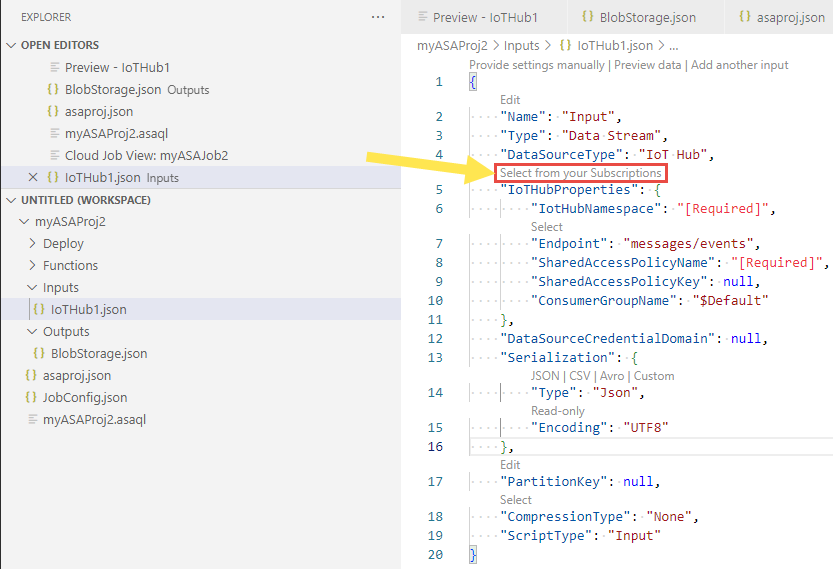 EXPLORER
···
OPEN EDITORS
Preview - IoTHub1
BlobStorage.json Outputs
asaproj.json
myASAProj2.asaql
Cloud Job View: myASAJob2
IoTHub1.json Inputs
UNTITLED (WORKSPACE)
myASAProj2
Deploy
Functions
Inputs
IoTHub1.json
Outputs
BlobStorage.json
asaproj.json
JobConfig.json
myASAProj2.asaql
Preview - IoTHub1 {} BlobStorage.json {} asaproj.json
myASAProj2 > Inputs > {} IoTHub1.json > ...
Provide settings manually | Preview data | Add another input
1 {
Edit
2 "Name": "Input",
3 "Type": "Data Stream",
4 "DataSourceType": "IoT Hub",
Select from your Subscriptions
5 "IoTHubProperties": {
6 "IotHubNamespace": "[Required]",
Select
7 "Endpoint": "messages/events",
8 "SharedAccessPolicyName": "[Required]",
9 "SharedAccessPolicyKey": null,
10 "ConsumerGroupName": "$Default"
11 },
12 "DataSourceCredentialDomain": null,
13 "Serialization": {
JSON | CSV | Avro | Custom
14 "Type": "Json",
Read-only
15 "Encoding": "UTF8"
16 },
Edit
17 "PartitionKey": null,
Select
18 "CompressionType": "None",
19 "ScriptType": "Input"
20 }